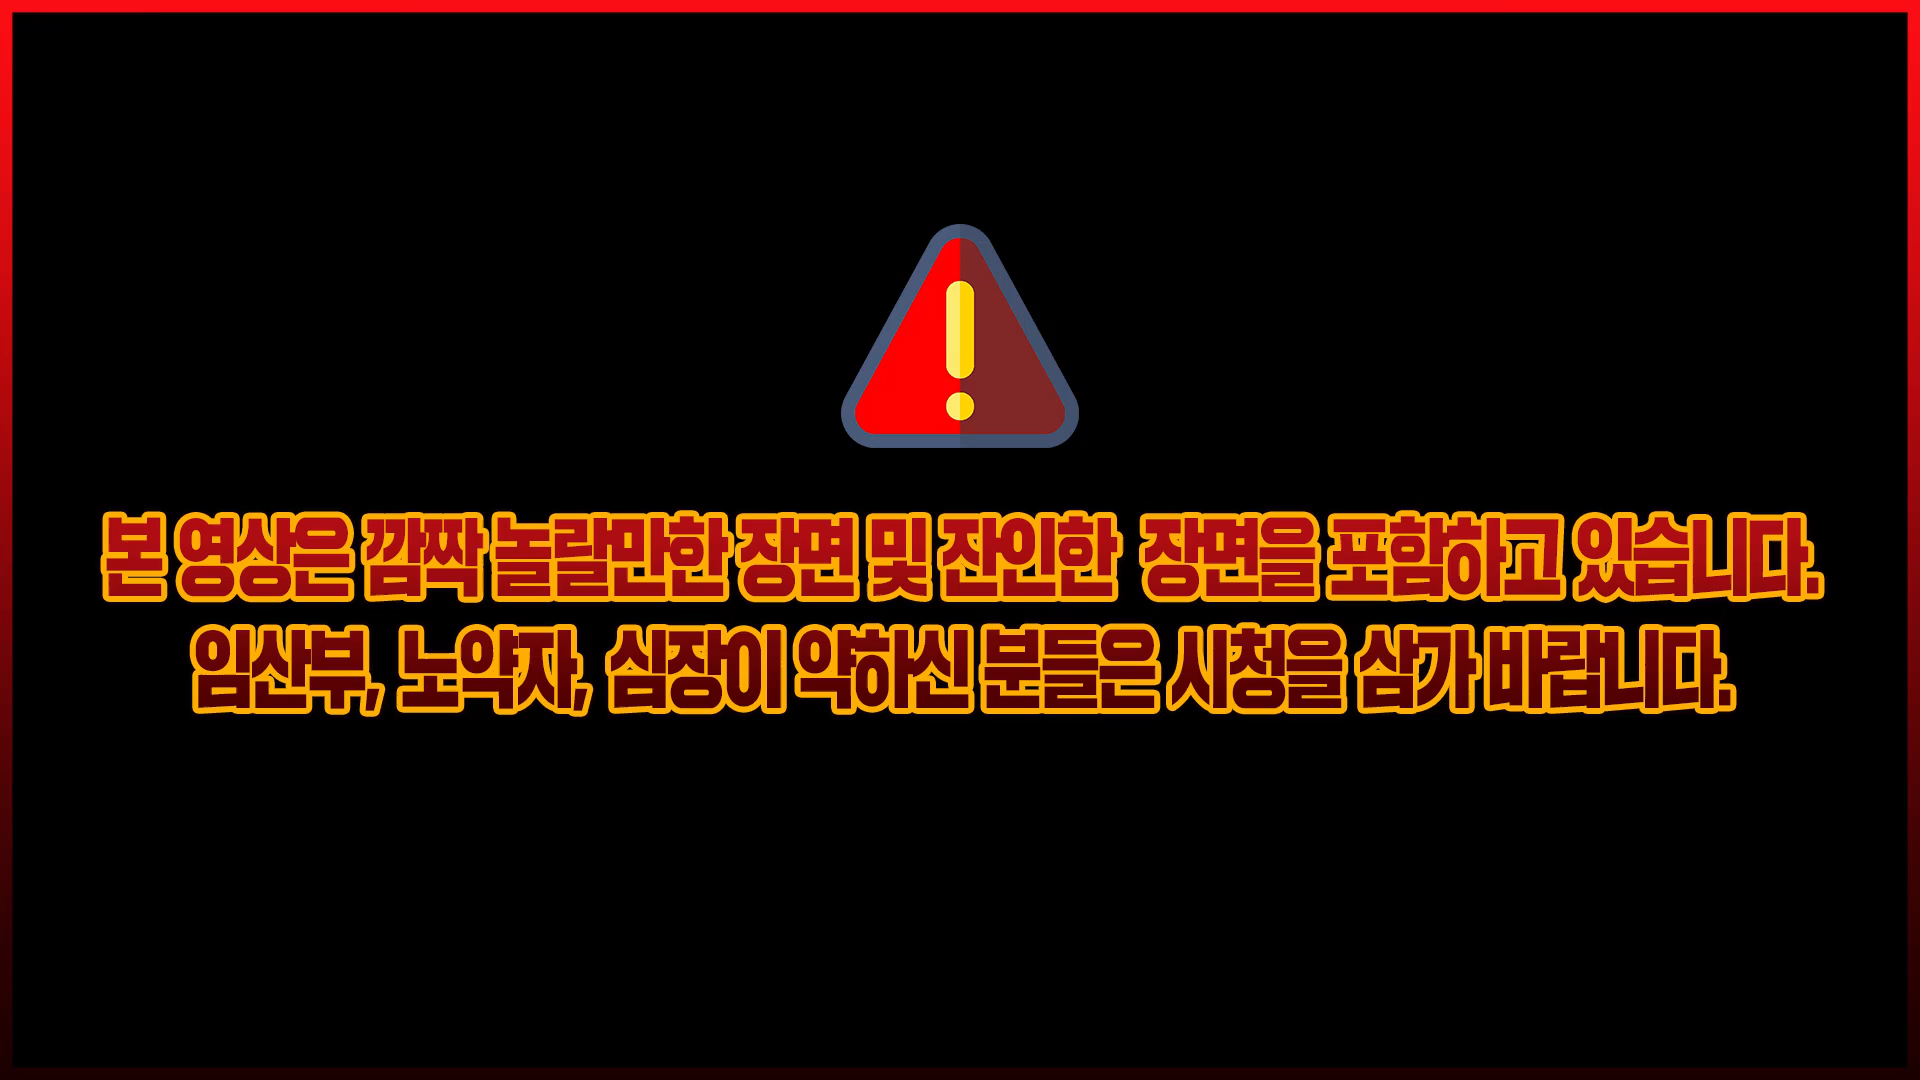 본 영상은 깜짝 놀랄만한 장면 및 잔인한 장면을 포함하고 있습니다.
임산부, 노약자, 심장이 약하신 분들은 시청을 삼가 바랍니다.